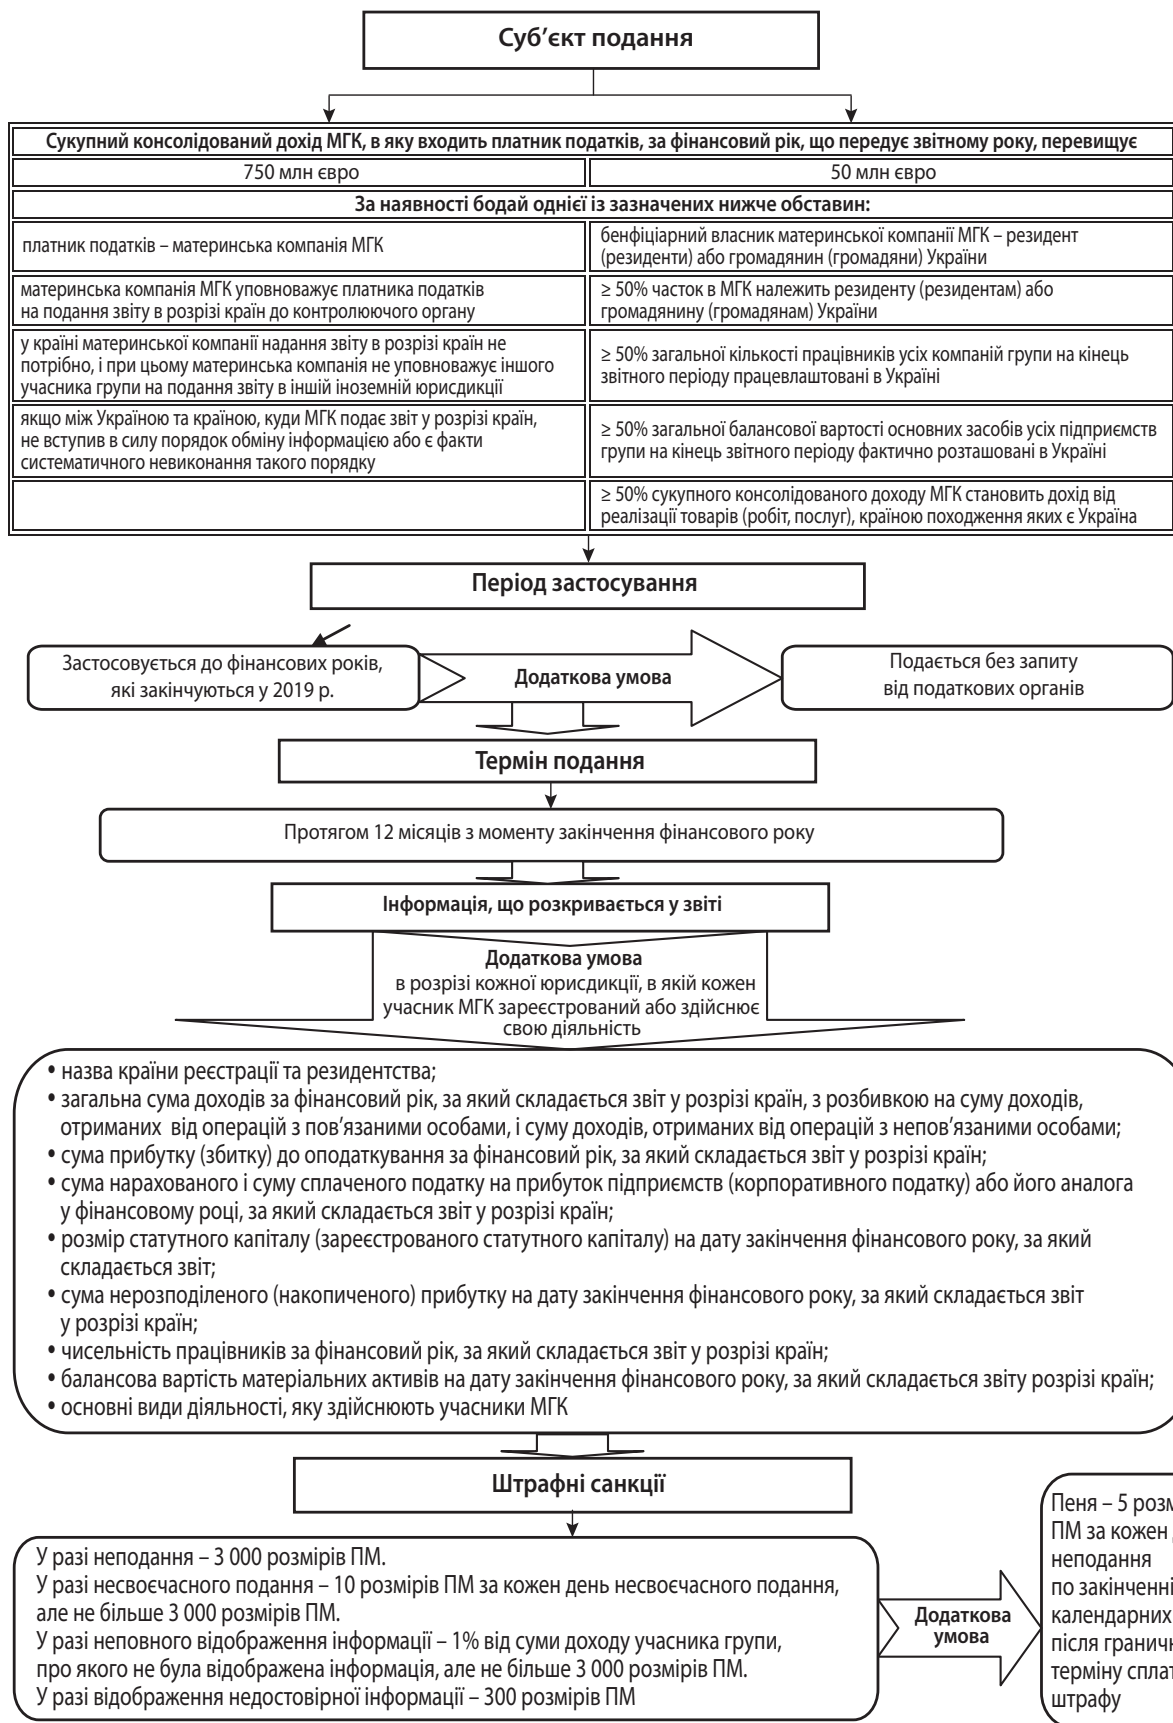 Суб’єкт подання
Сукупний консолідований дохід МГК, в яку входить платник податків, за фінансовий рік, що передує звітному року, перевищує
750 млн євро
50 млн євро
За наявності бодай однієї із зазначених нижче обставин:
платник податків – материнська компанія МГК
бенфіціарний власник материнської компанії МГК – резидент
(резиденти) або громадянин (громадяни) України
материнська компанія МГК уповноважує платника податків
на подання звіту в розрізі країн до контролюючого органу
≥ 50% часток в МГК належить резиденту (резидентам) або
громадянину (громадянам) України
у країні материнської компанії надання звіту в розрізі країн не
потрібно, і при цьому материнська компанія не уповноважує іншого
учасника групи на подання звіту в іншій іноземній юрисдикції
≥ 50% загальної кількості працівників усіх компаній групи на кінець
звітного періоду працевлаштовані в Україні
якщо між Україною та країною, куди МГК подає звіт у розрізі країн,
не вступив в силу порядок обміну інформацією або є факти
систематичного невиконання такого порядку
≥ 50% загальної балансової вартості основних засобів усіх підприємств
групи на кінець звітного періоду фактично розташовані в Україні
≥ 50% сукупного консолідованого доходу МГК становить дохід від
реалізації товарів (робіт, послуг), країною походження яких є Україна
Період застосування
Застосовується до фінансових років,
які закінчуються у 2019 р.
Додаткова умова
Подається без запиту
від податкових органів
Термін подання
Протягом 12 місяців з моменту закінчення фінансового року
Інформація, що розкривається у звіті
Додаткова умова
в розрізі кожної юрисдикції, в якій кожен
учасник МГК зареєстрований або здійснює
свою діяльність
• назва країни реєстрації та резидентства;
• загальна сума доходів за фінансовий рік, за який складається звіт у розрізі країн, з розбивкою на суму доходів,
отриманих від операцій з пов’язаними особами, і суму доходів, отриманих від операцій з непов’язаними особами;
• сума прибутку (збитку) до оподаткування за фінансовий рік, за який складається звіт у розрізі країн;
• сума нарахованого і суму сплаченого податку на прибуток підприємств (корпоративного податку) або його аналога
у фінансовому році, за який складається звіт у розрізі країн;
• розмір статутного капіталу (зареєстрованого статутного капіталу) на дату закінчення фінансового року, за який
складається звіт;
• сума нерозподіленого (накопиченого) прибутку на дату закінчення фінансового року, за який складається звіт
у розрізі країн;
• чисельність працівників за фінансовий рік, за який складається звіт у розрізі країн;
• балансова вартість матеріальних активів на дату закінчення фінансового року, за який складається звіту розрізі країн;
• основні види діяльності, яку здійснюють учасники МГК
Штрафні санкції
У разі неподання – 3 000 розмірів ПМ.
У разі несвоєчасного подання – 10 розмірів ПМ за кожен день несвоєчасного подання,
але не більше 3 000 розмірів ПМ.
У разі неповного відображення інформації – 1% від суми доходу учасника групи,
про якого не була відображена інформація, але не більше 3 000 розмірів ПМ.
У разі відображення недостовірної інформації – 300 розмірів ПМ
Додаткова
умова
Пеня – 5
ПМ за кожен
неподання
по закінченні
календарних
після
терміну
штрафу